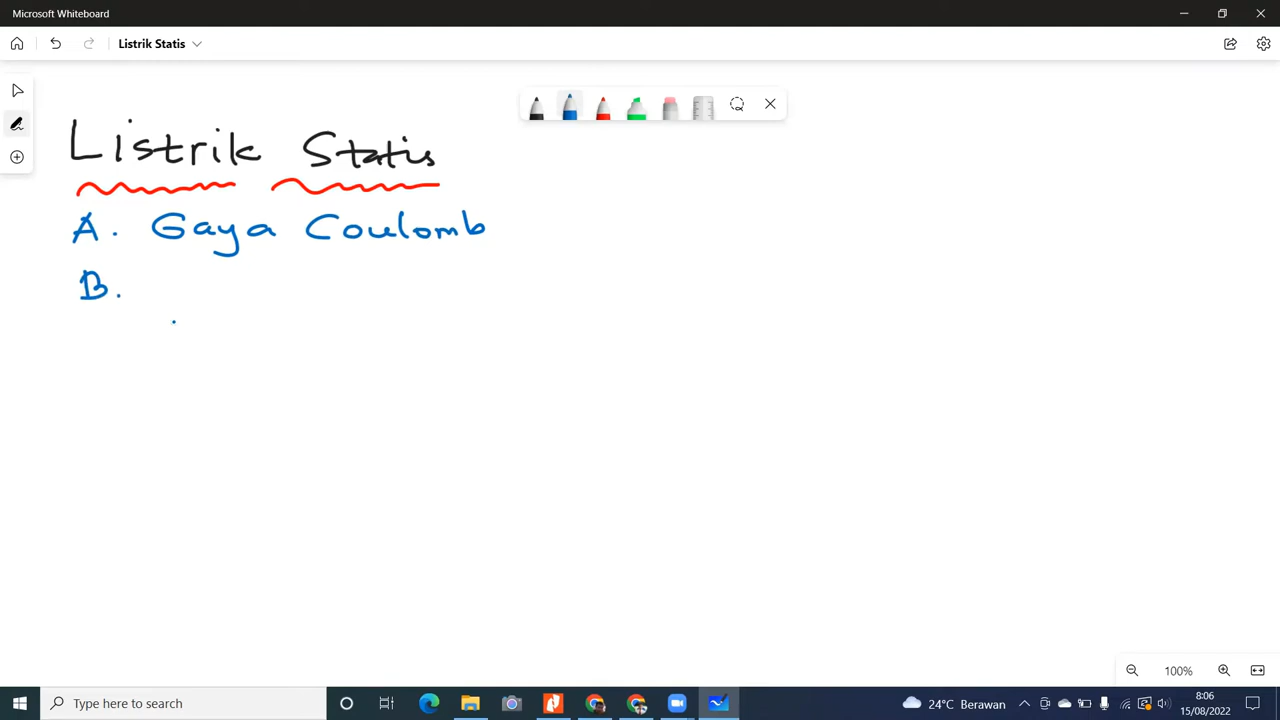 Microsoft Whiteboard
Listrik Statis
Listrik Statis
A. Gaya Coulomb
B.
100%
Type here to search
24°C Berawan
8:06
15/08/2022